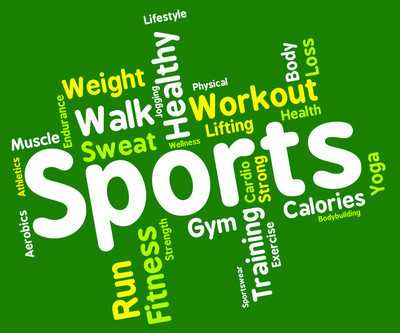 Lifestyle
Weight
Healthy
Jogging
Physical
Body
Loss
Endurance
Walk
Workout
Muscle
Sweat
Wellness
Lifting
Health
Athletics
Sports
Cardio
Strong
Yoga
Aerobics
Gym
Calories
Bodybuilding
Run
Fitness
Strength
Sportswear
Training
Exercise